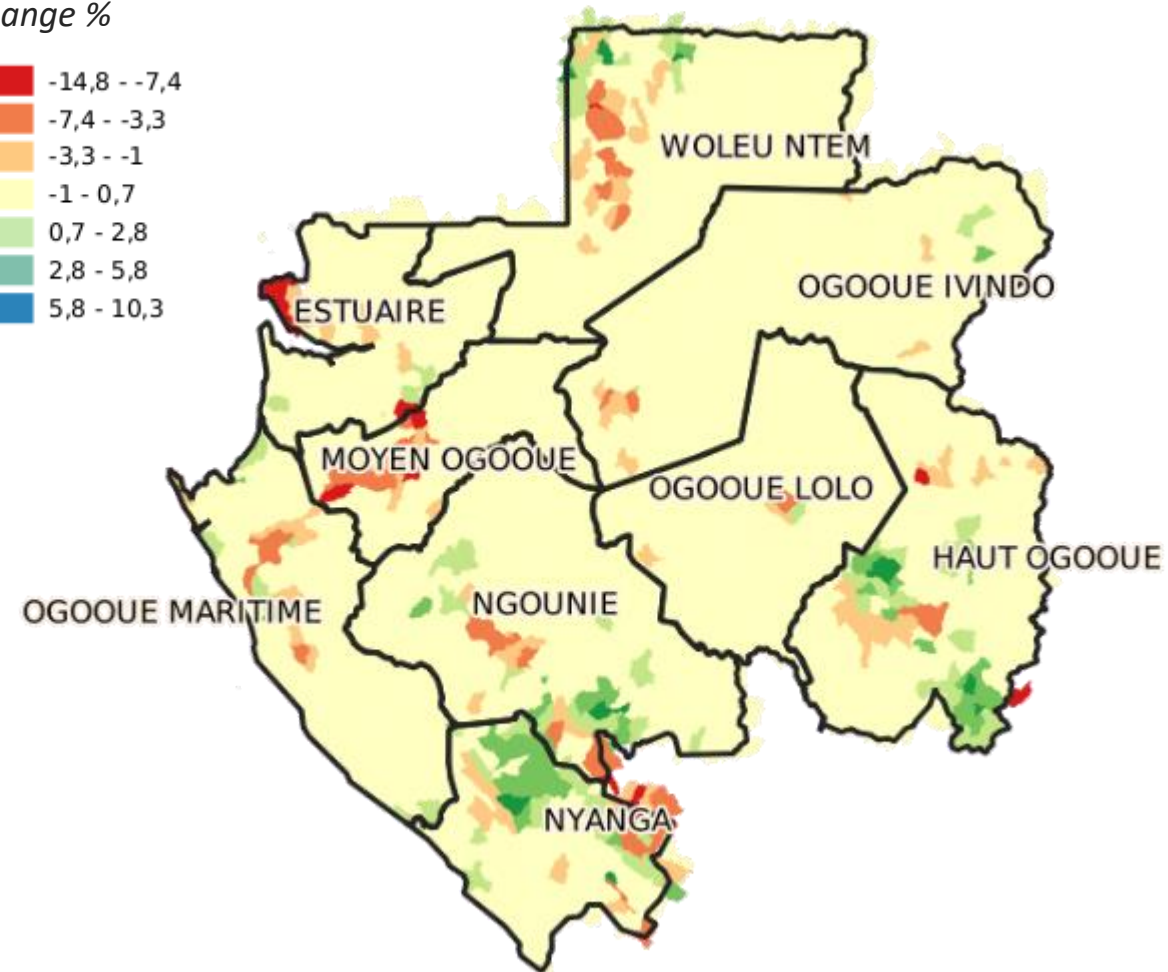 ange %
-14,8 - -7,4
-7,4 - -3,3
-3,3 - -1
-1 - 0,7
0,7 - 2,8
2,8 - 5,8
5,8 - 10,3
WOLEU NTEM
OGOOUE IVINDO
ESTUAIRE
MOYEN OGOOUE
OGOOUE LOLO
HAUT OGOOUE
NGOUNIE
OGOOUE MARITIME
NYANGA